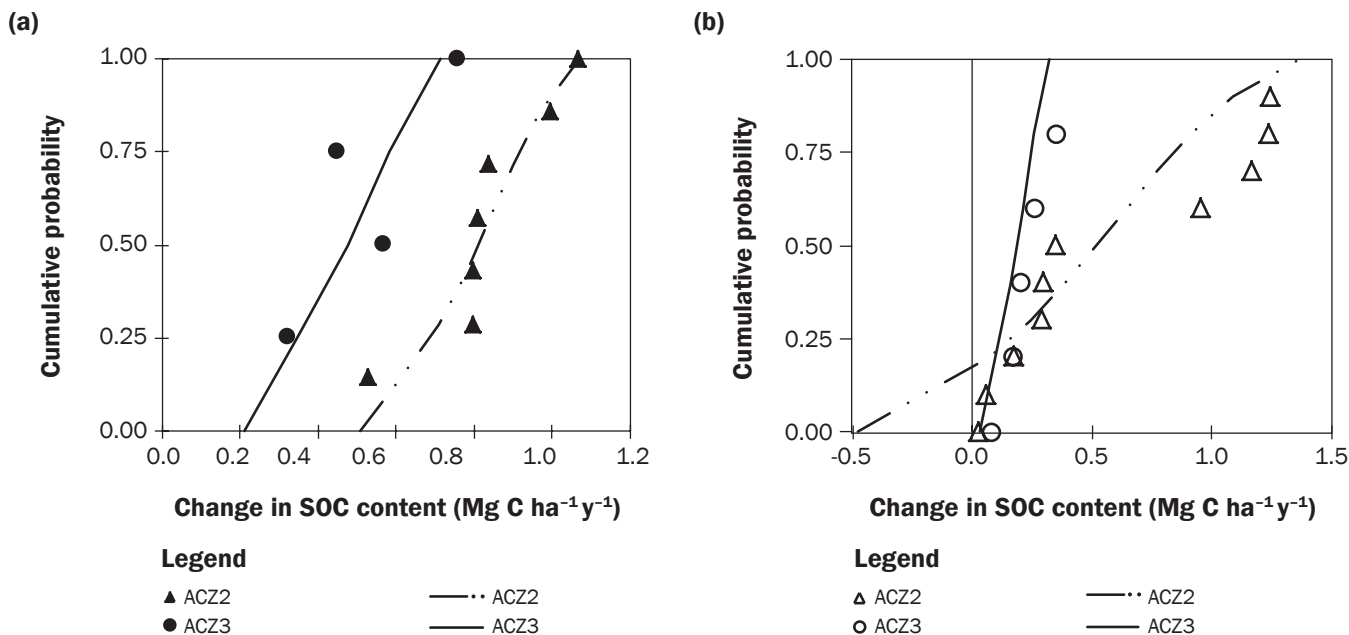 (a)
1.00
0.75
0.50
0.25
0.00
Cumulative probability
0.0 0.2 0.4 0.6 0.8 1.0 1.2
Change in SOC content (Mg C ha⁻¹ y⁻¹)
Legend
ACZ2 ACZ2
ACZ3 ACZ3
(b)
1.00
0.75
0.50
0.25
0.00
Cumulative probability
-0.5 0.0 0.5 1.0 1.5
Change in SOC content (Mg C ha⁻¹ y⁻¹)
Legend
ACZ2 ACZ2
ACZ3 ACZ3